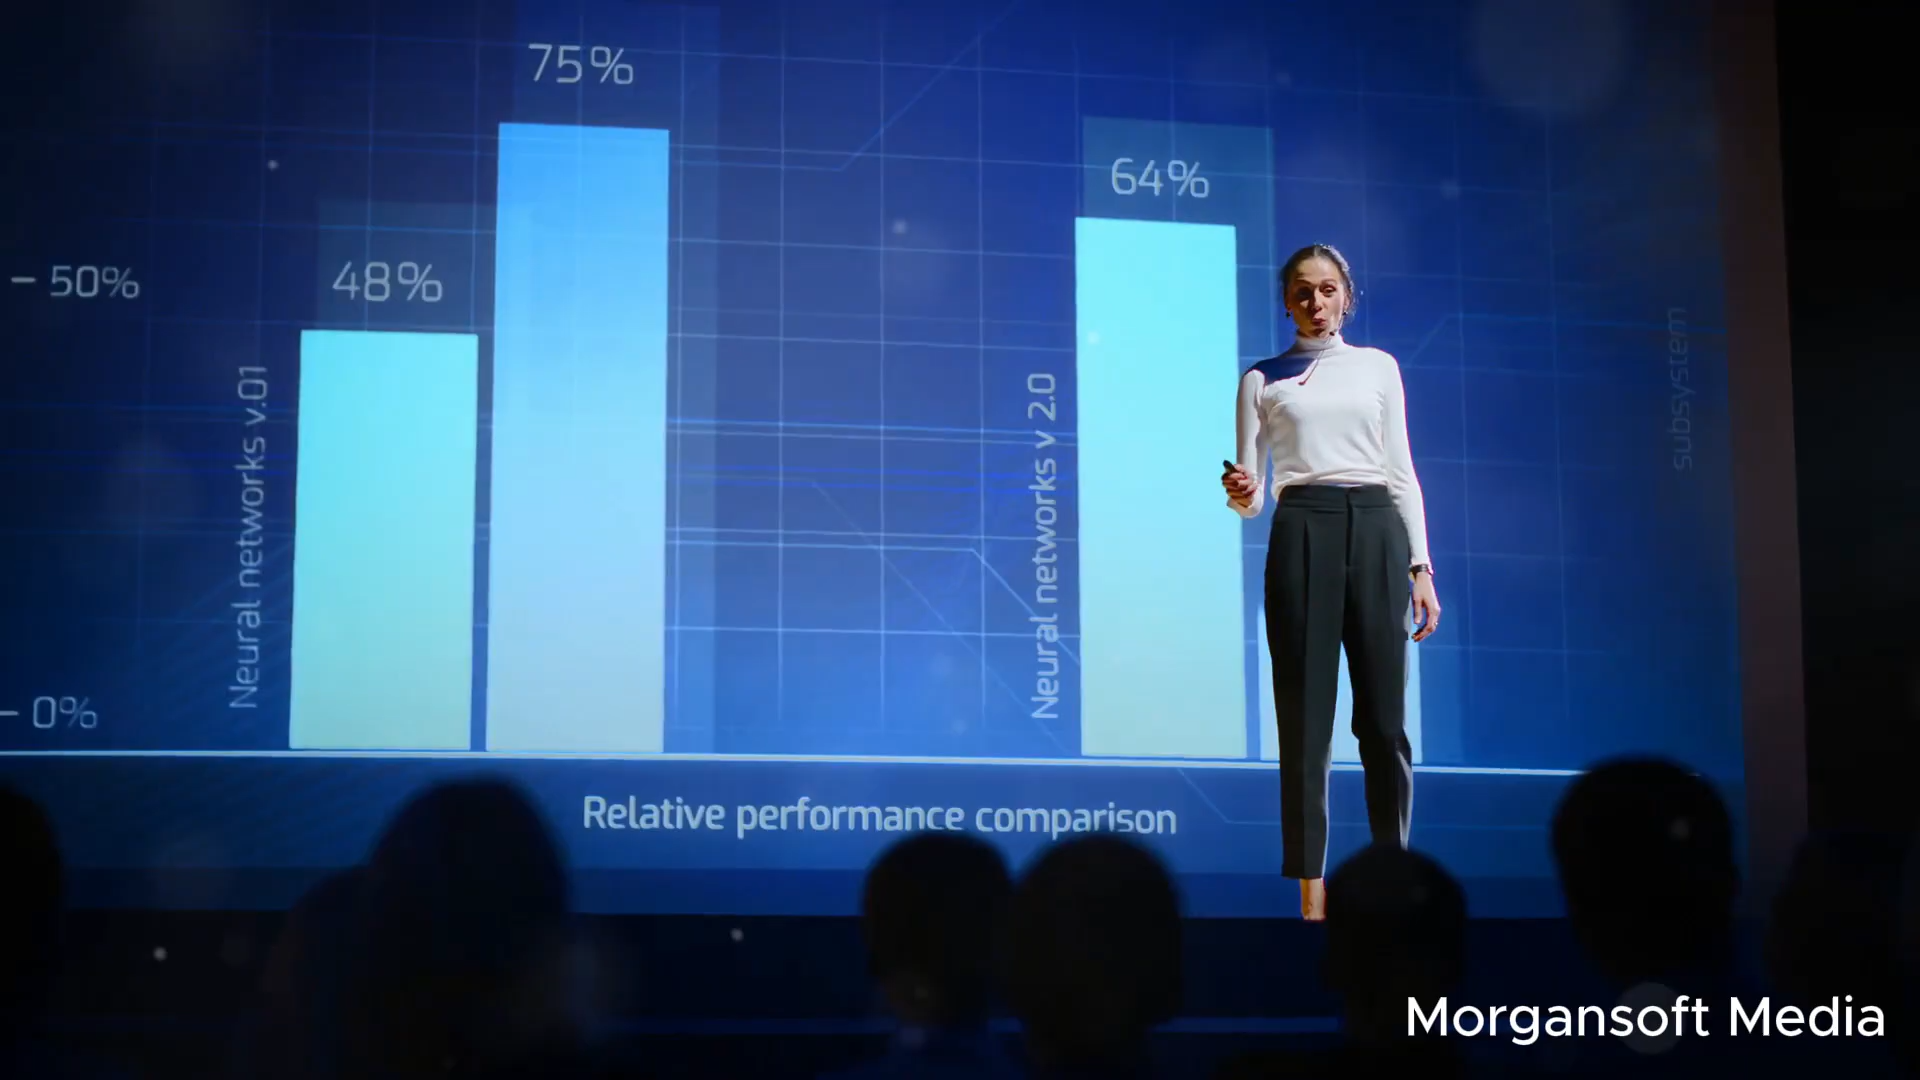 75%
64%
48%
– 50%
Neural networks v.01
Neural networks v 2.0
subsystem
– 0%
Relative performance comparison
Morgansoft Media